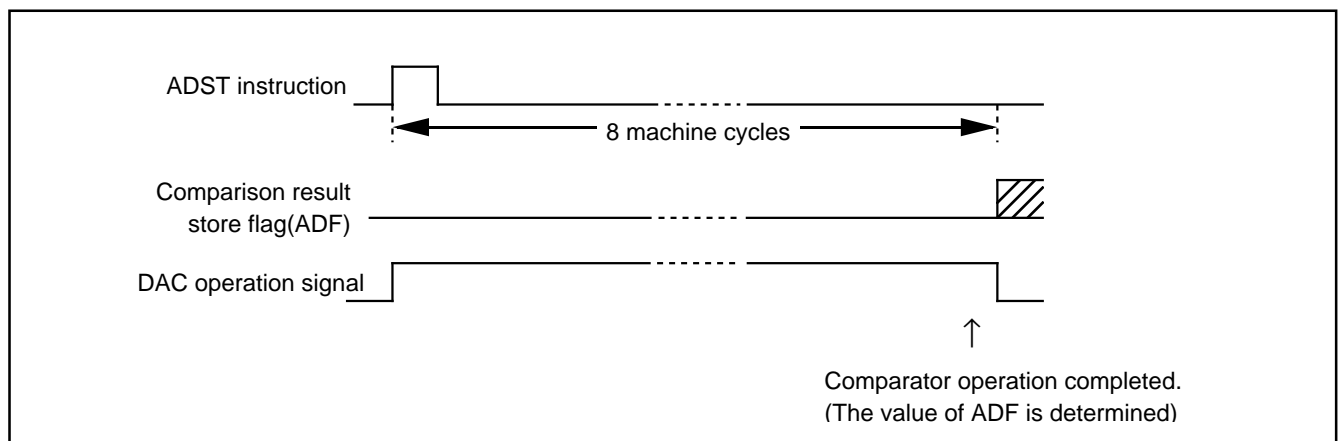 ADST instruction
8 machine cycles
Comparison result
store flag(ADF)
DAC operation signal
↑
Comparator operation completed.
(The value of ADF is determined)